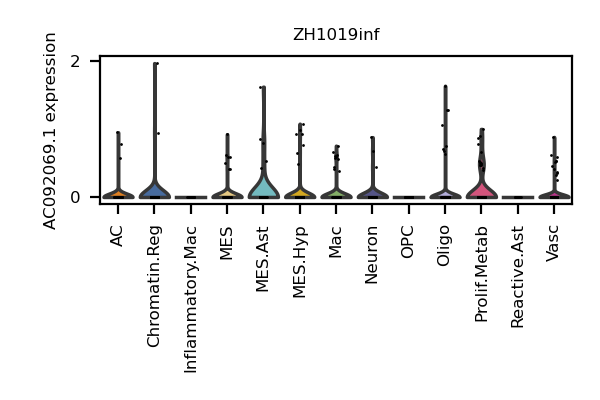 ZH1019inf
AC092069.1 expression
2
0
AC
Chromatin.Reg
Inflammatory.Mac
MES
MES.Ast
MES.Hyp
Mac
Neuron
OPC
Oligo
Prolif.Metab
Reactive.Ast
Vasc